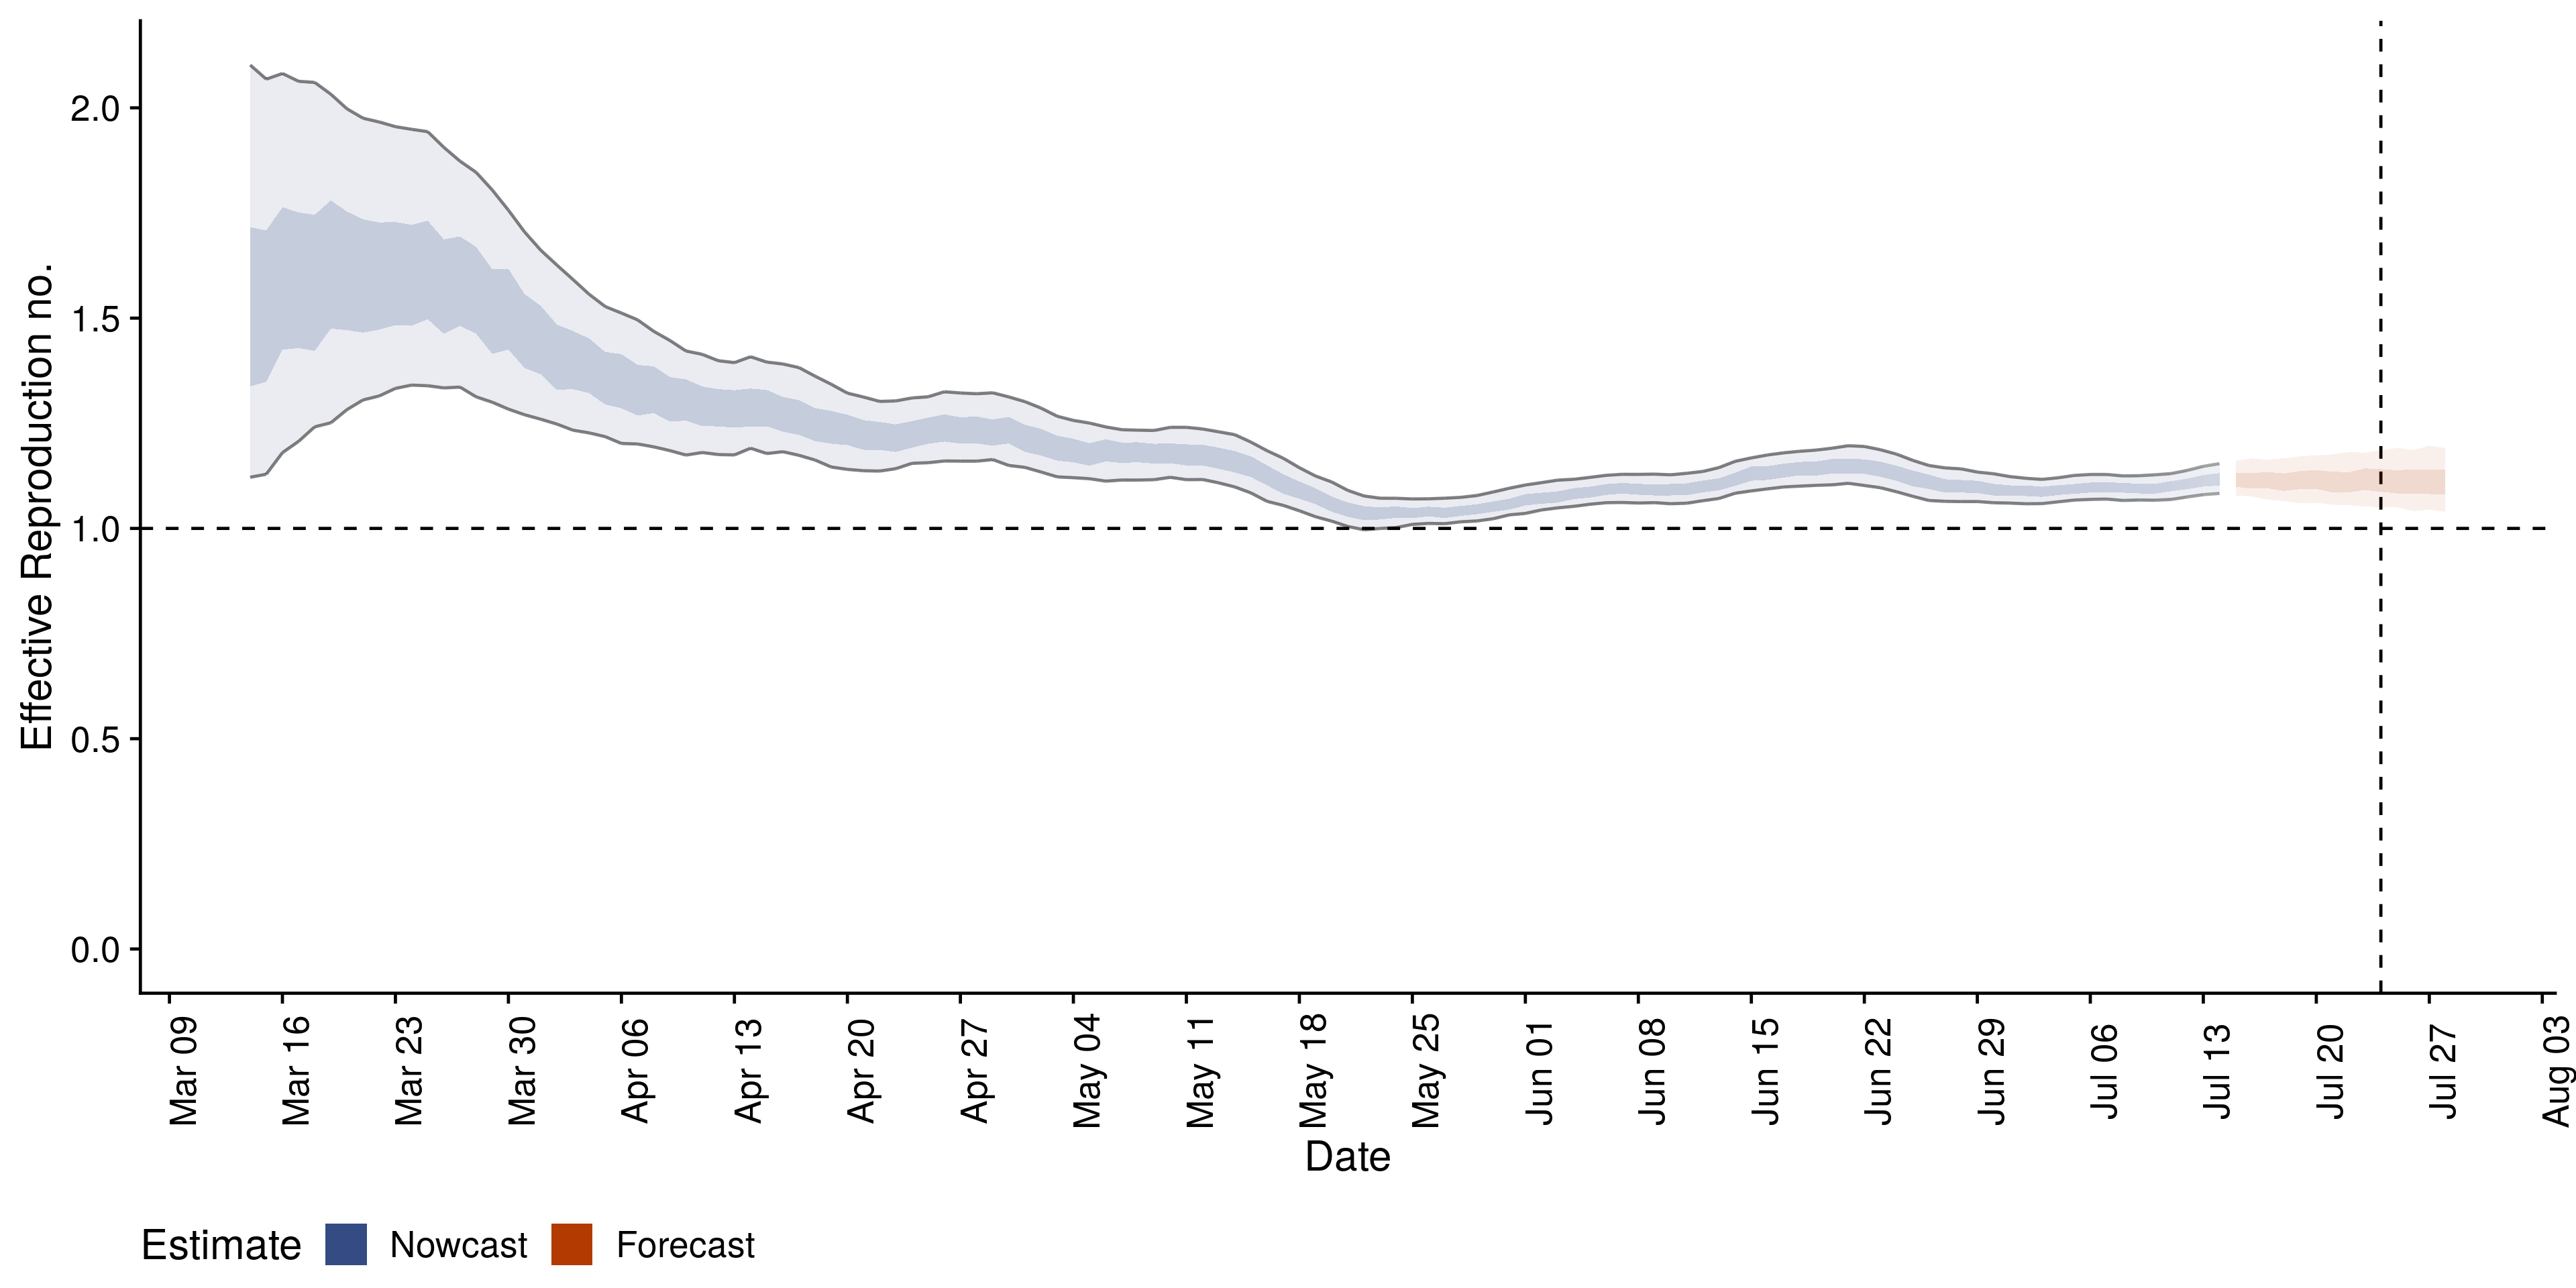 Effective Reproduction no.
2.0
1.5
1.0
0.5
0.0
Mar 09
Mar 16
Mar 23
Mar 30
Apr 06
Apr 13
Apr 20
Apr 27
May 04
May 11
May 18
May 25
Jun 01
Jun 08
Jun 15
Jun 22
Jun 29
Jul 06
Jul 13
Jul 20
Jul 27
Aug 03
Date
Estimate Nowcast Forecast